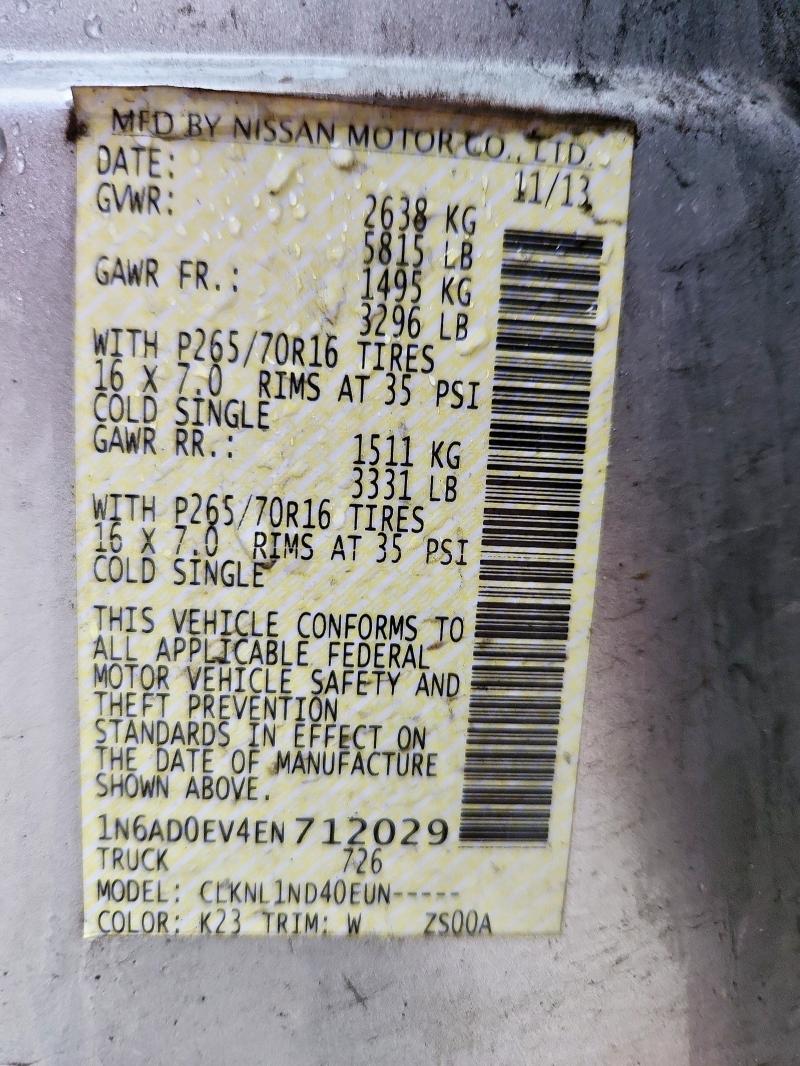 MFD BY NISSAN MOTOR CO., LTD.
DATE: 11/13
GVWR: 2638 KG
5815 LB
GAWR FR.: 1495 KG
3296 LB
WITH P265/70R16 TIRES
16 X 7.0 RIMS AT 35 PSI
COLD SINGLE
GAWR RR.: 1511 KG
3331 LB
WITH P265/70R16 TIRES
16 X 7.0 RIMS AT 35 PSI
COLD SINGLE
THIS VEHICLE CONFORMS TO
ALL APPLICABLE FEDERAL
MOTOR VEHICLE SAFETY AND
THEFT PREVENTION
STANDARDS IN EFFECT ON
THE DATE OF MANUFACTURE
SHOWN ABOVE.
1N6AD0EV4EN712029
TRUCK 726
MODEL: CLKNL1ND40EUN-----
COLOR: K23 TRIM: W ZS00A